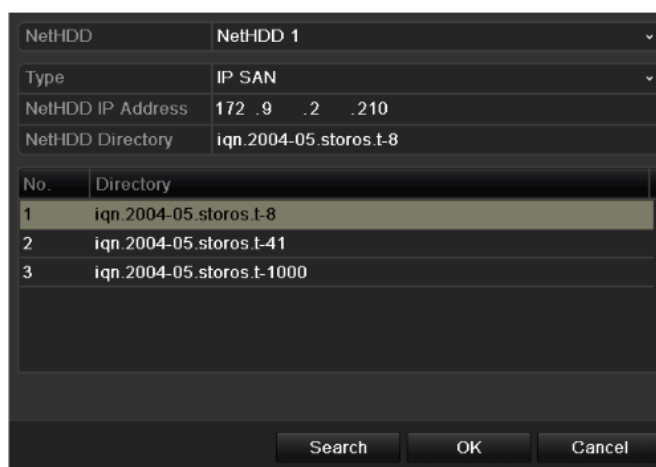 NetHDD NetHDD 1
Type IP SAN
NetHDD IP Address 172 .9 .2 .210
NetHDD Directory iqn.2004-05.storos.t-8
No. Directory
1 iqn.2004-05.storos.t-8
2 iqn.2004-05.storos.t-41
3 iqn.2004-05.storos.t-1000
Search OK Cancel